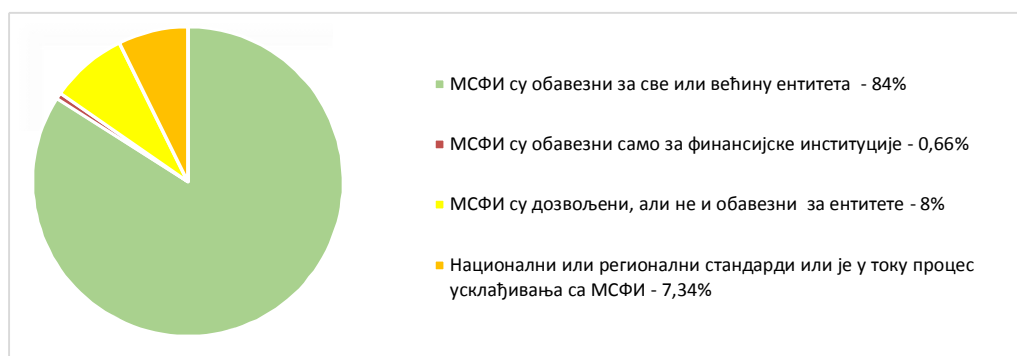 МСФИ су обавезни за све или већину ентитета - 84%
МСФИ су обавезни само за финансијске институције - 0,66%
МСФИ су дозвољени, али не и обавезни за ентитете - 8%
Национални или регионални стандарди или је у току процес
усклађивања са МСФИ - 7,34%